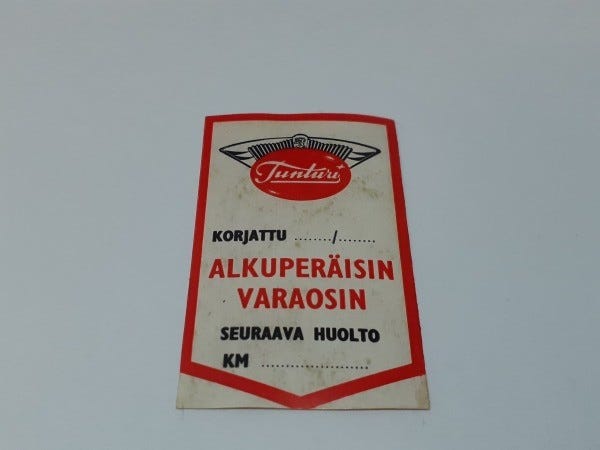 Tunturi
KORJATTU ......../........
ALKUPERÄISIN
VARAOSIN
SEURAAVA HUOLTO
KM ........................